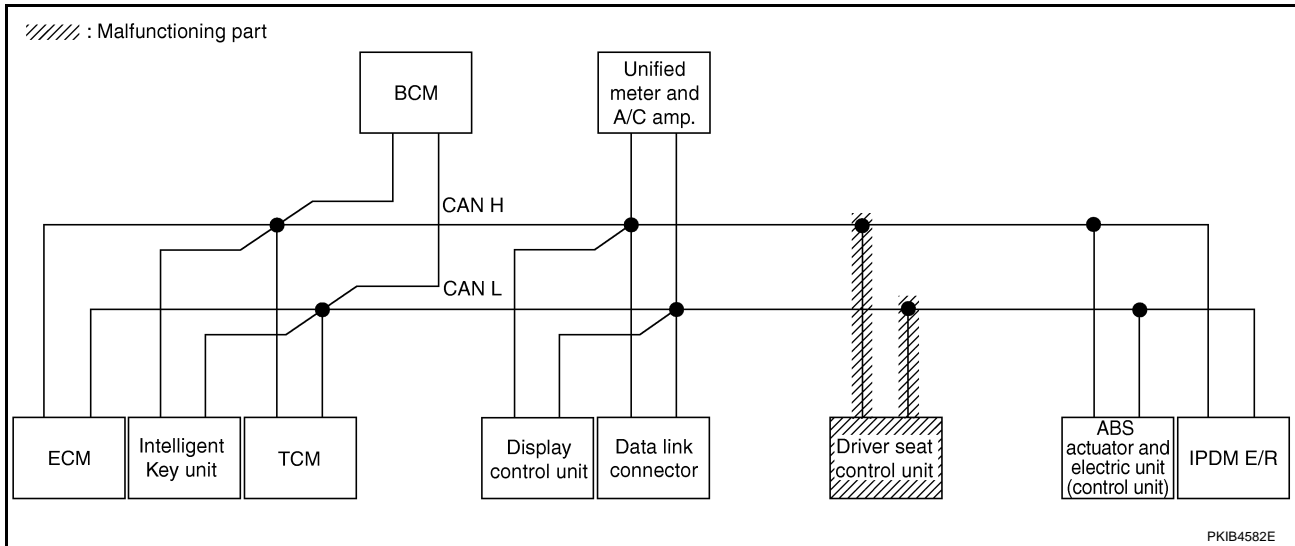 : Malfunctioning part
BCM
Unified
meter and
A/C amp.
CAN H
CAN L
ECM
Intelligent
Key unit
TCM
Display
control unit
Data link
connector
Driver seat
control unit
ABS
actuator and
electric unit
(control unit)
IPDM E/R
PKIB4582E